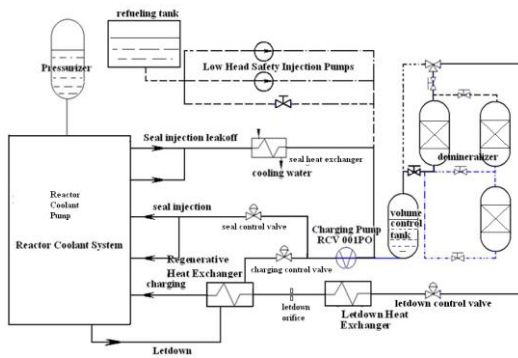 refueling tank
Pressurizer
Low Head Safety Injection Pumps
Seal injection leakoff
seal heat exchanger
cooling water
demineralizer
Reactor
Coolant
Pump
seal injection
seal control valve
Charging Pump
RCV 001PO
volume
control
tank
Reactor Coolant System
Regenerative
Heat Exchanger
charging control valve
charging
letdown
orifice
Letdown Heat
Exchanger
letdown control valve
Letdown